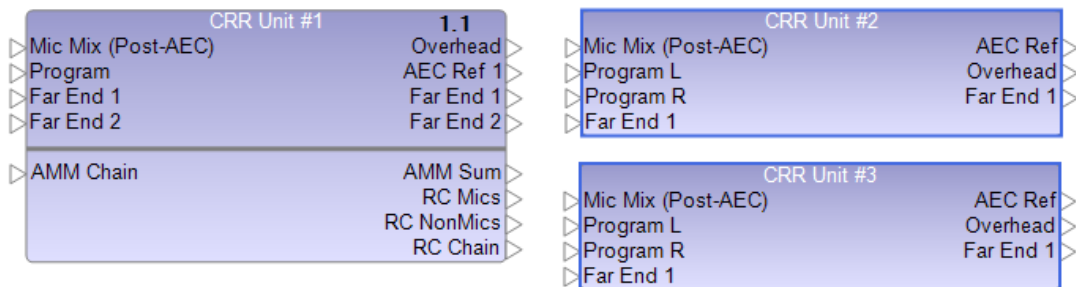 CRR Unit #1 1.1
Mic Mix (Post-AEC) Overhead
Program AEC Ref 1
Far End 1 Far End 1
Far End 2 Far End 2
AMM Chain AMM Sum
RC Mics
RC NonMics
RC Chain
CRR Unit #2
Mic Mix (Post-AEC) AEC Ref
Program L Overhead
Program R Far End 1
Far End 1
CRR Unit #3
Mic Mix (Post-AEC) AEC Ref
Program L Overhead
Program R Far End 1
Far End 1